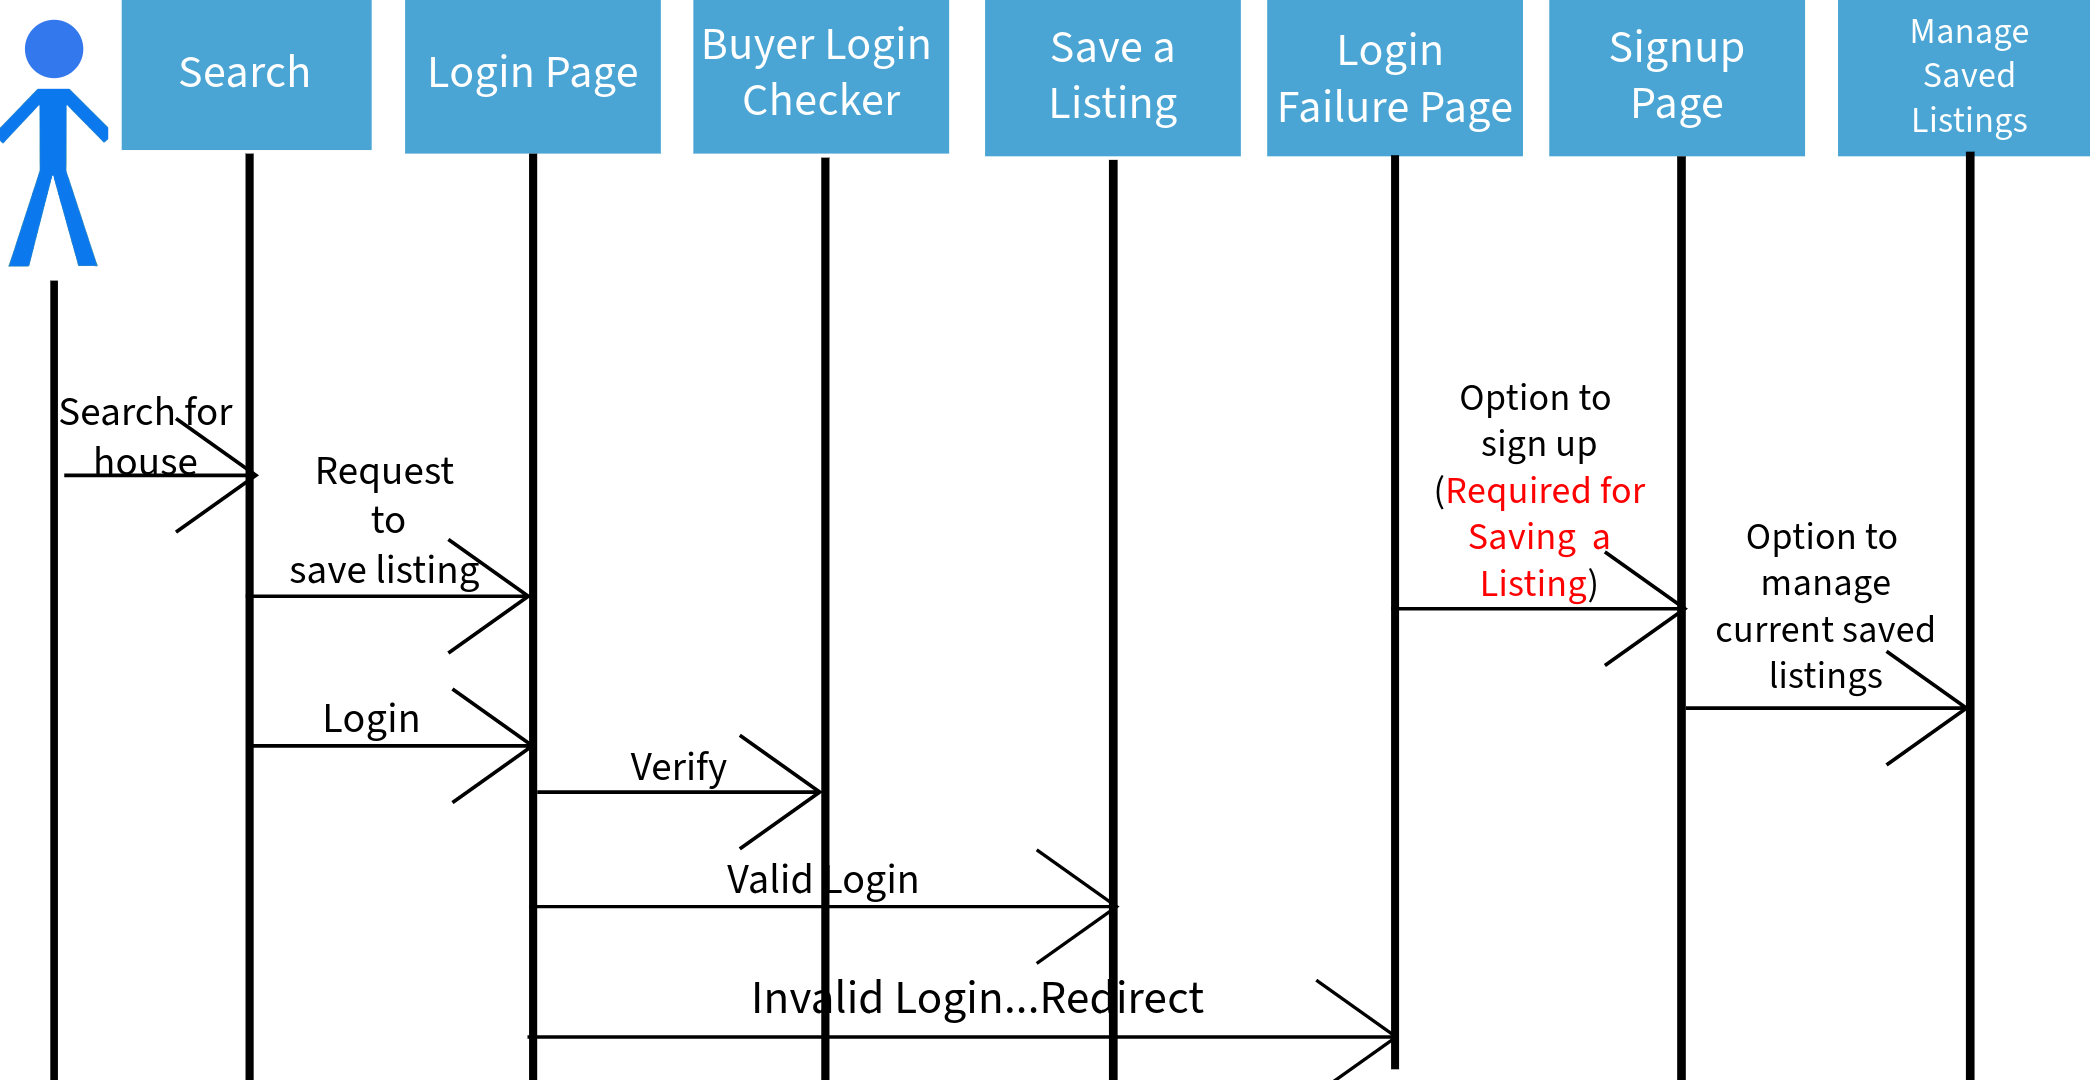 Search
Login Page
Buyer Login
Checker
Save a
Listing
Login
Failure Page
Signup
Page
Manage
Saved
Listings
Search for
house
Request
to
save listing
Login
Verify
Valid Login
Invalid Login...Redirect
Option to
sign up
(Required for
Saving a
Listing)
Option to
manage
current saved
listings